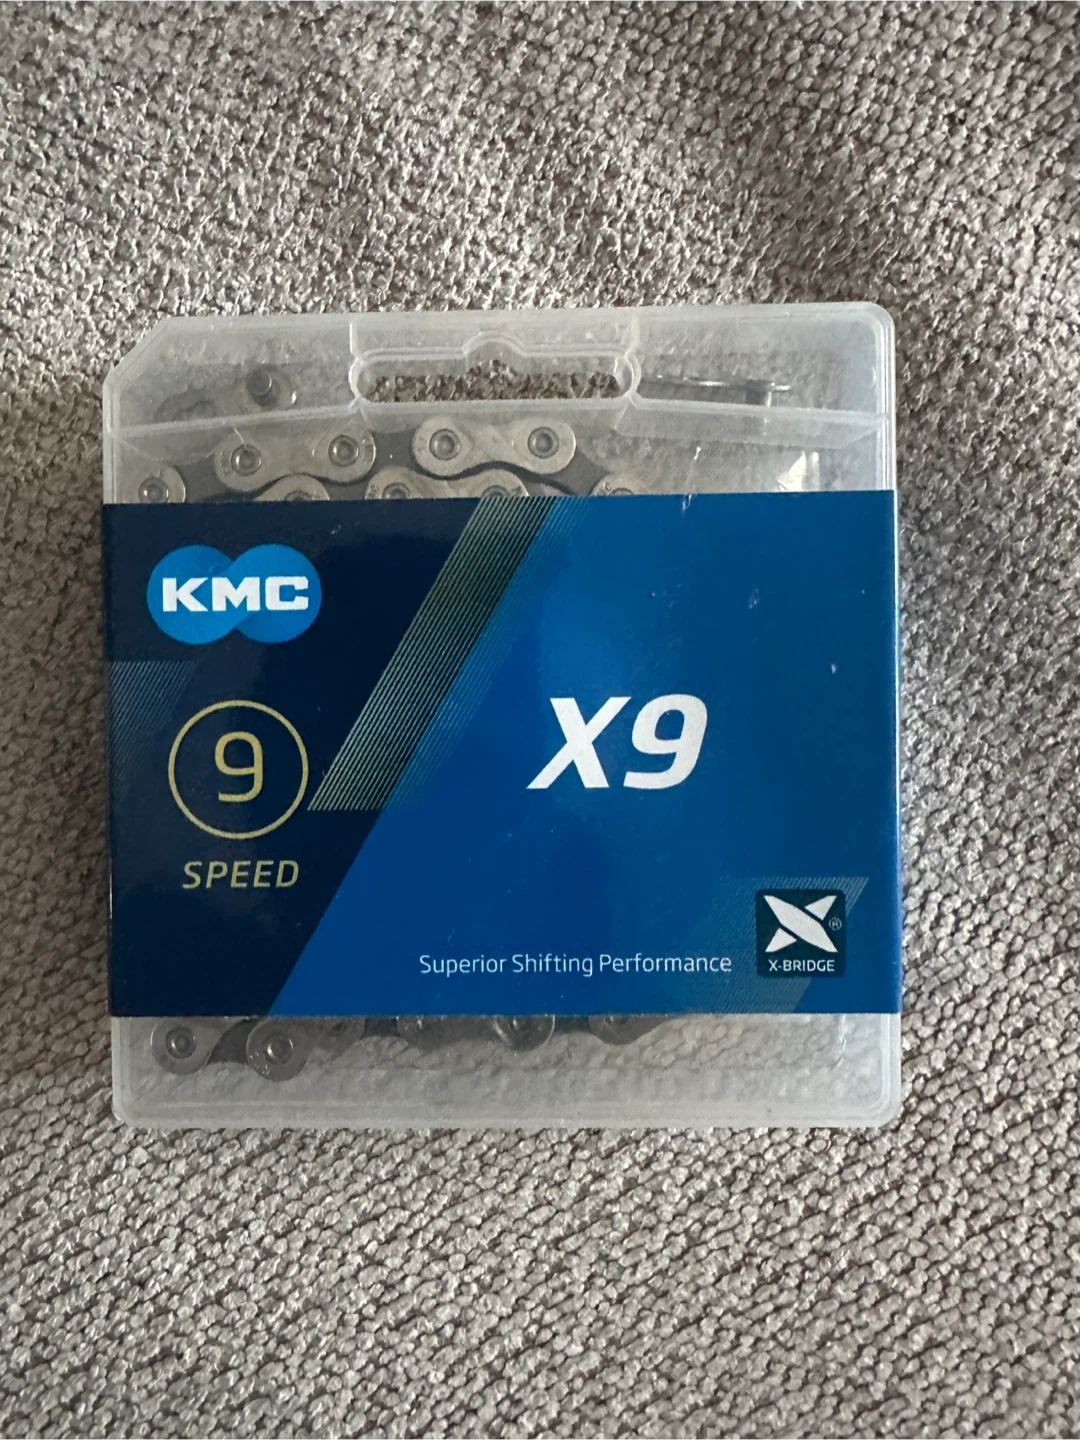 KMC
9
SPEED
X9
Superior Shifting Performance
X-BRIDGE